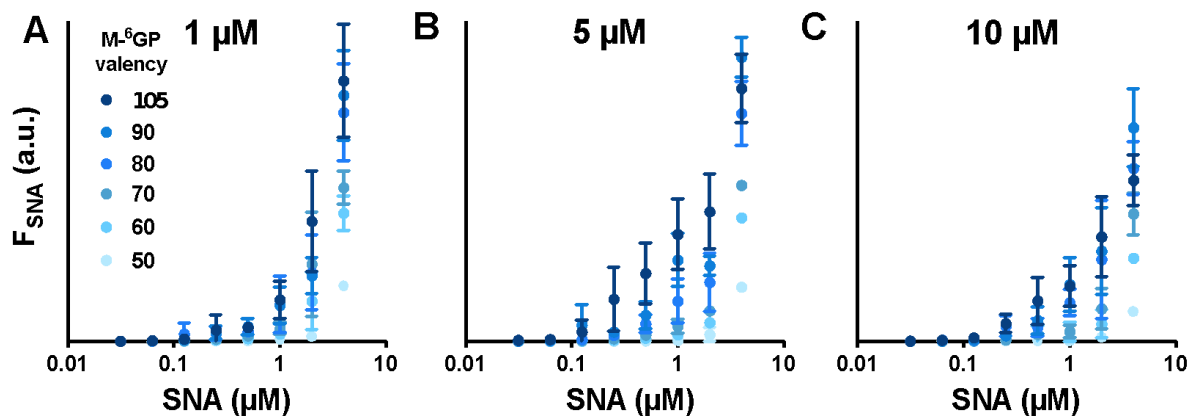 A
1 µM
B
5 µM
C
10 µM
M-⁶GP
valency
105
90
80
70
60
50
F_SNA (a.u.)
0.01 0.1 1 10
0.01 0.1 1 10
0.01 0.1 1 10
SNA (µM)
SNA (µM)
SNA (µM)